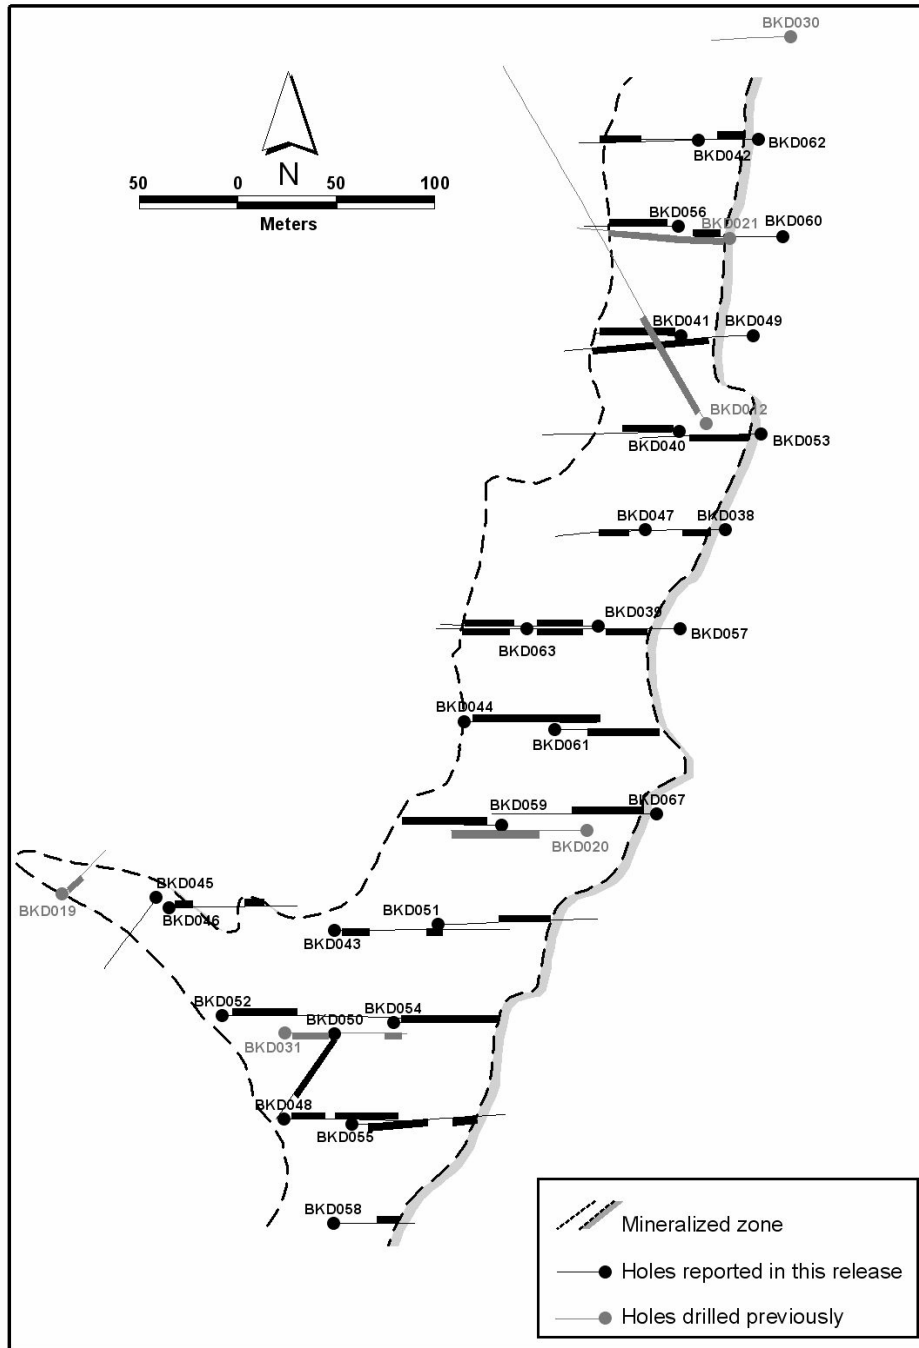 BKD030
BKD042
BKD062
N
50 0 50 100
Meters
BKD056
BKD021
BKD060
BKD041
BKD049
BKD012
BKD040
BKD053
BKD047
BKD038
BKD039
BKD063
BKD057
BKD044
BKD061
BKD059
BKD067
BKD020
BKD045
BKD019
BKD046
BKD051
BKD043
BKD052
BKD054
BKD050
BKD031
BKD048
BKD055
BKD058
Mineralized zone
Holes reported in this release
Holes drilled previously